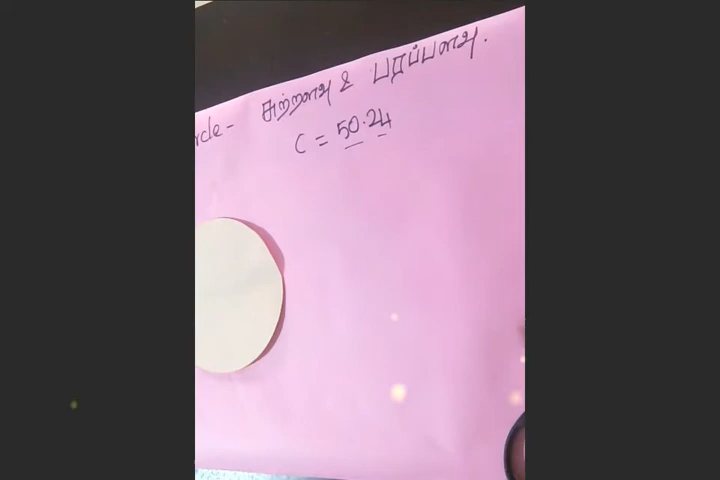 rcle- சுற்றளவு & பரப்பளவு.
C = 50.24